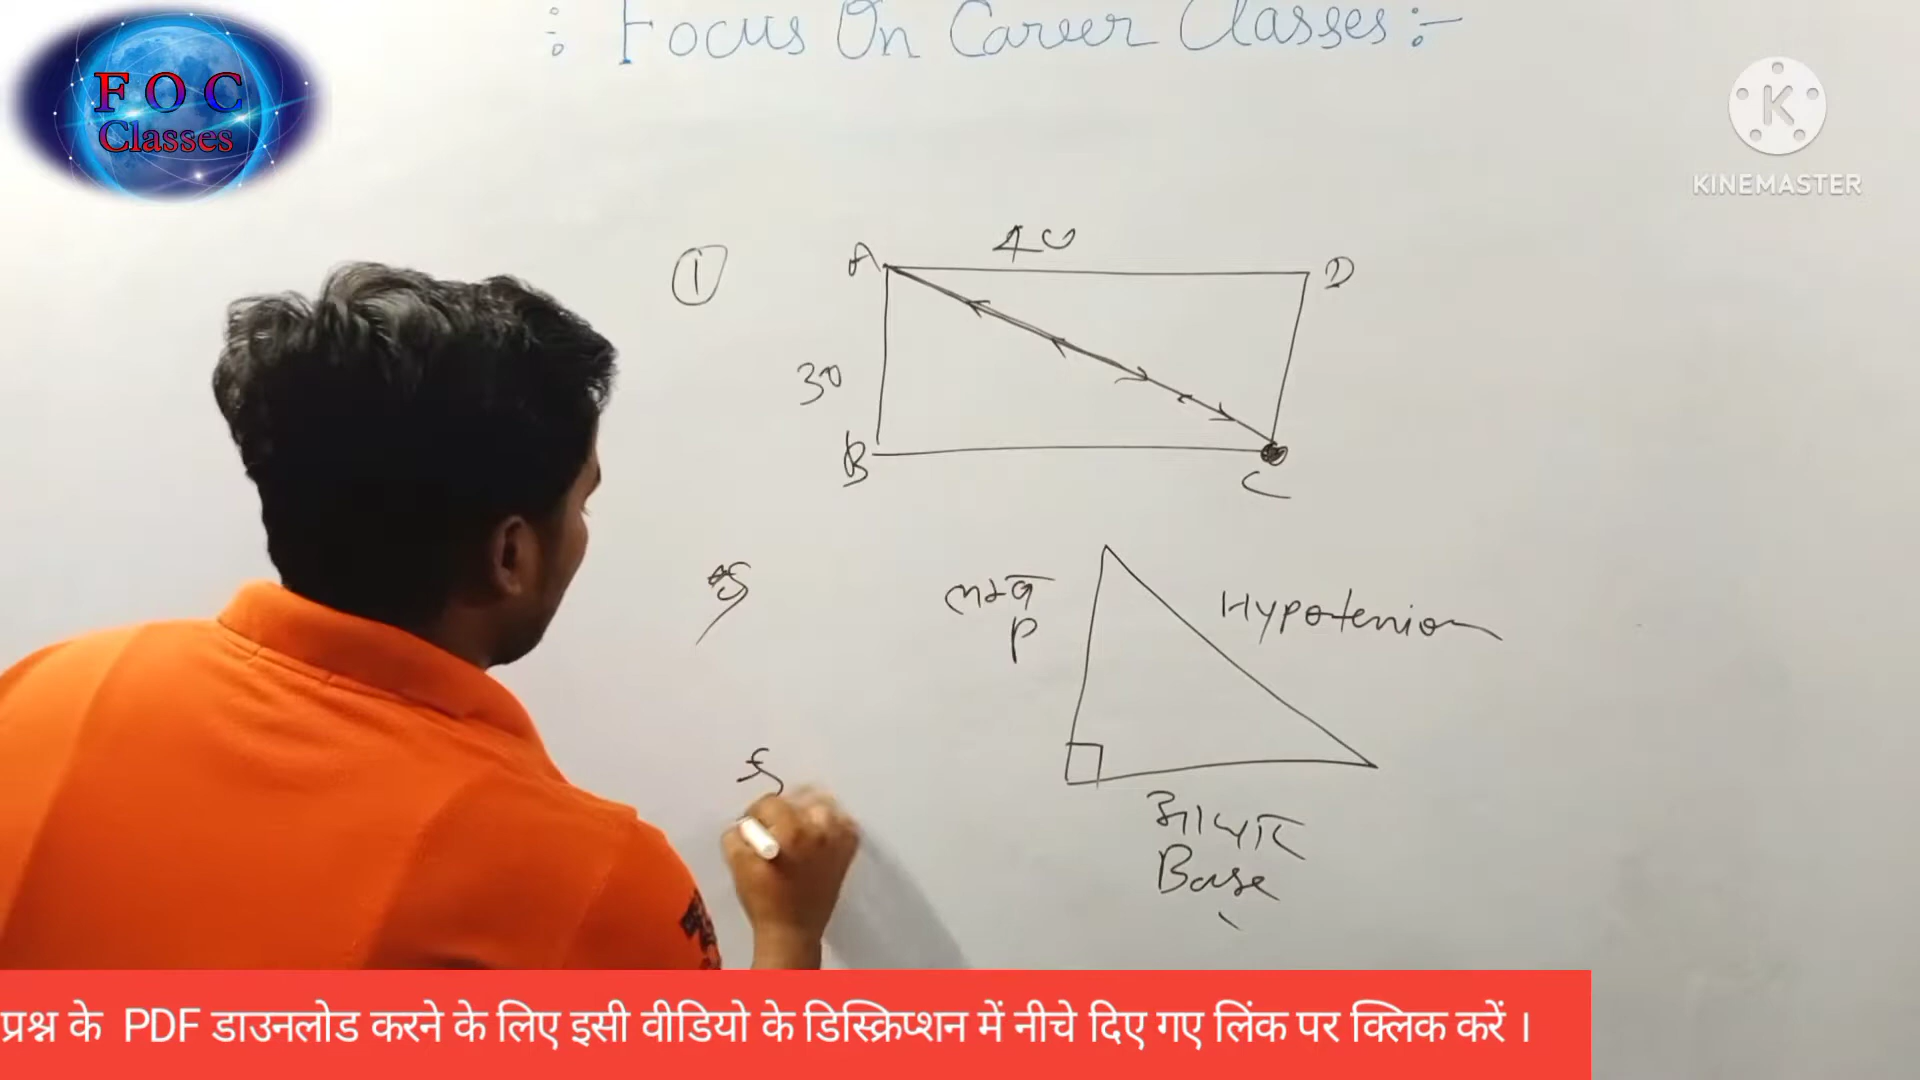 : Focus On Career Classes :-
F O C
Classes
KINEMASTER
①
A
40
D
30
B
C
लम्ब
P
Hypotenion
आधार
Base
प्रश्न के PDF डाउनलोड करने के लिए इसी वीडियो के डिस्क्रिप्शन में नीचे दिए गए लिंक पर क्लिक करें ।